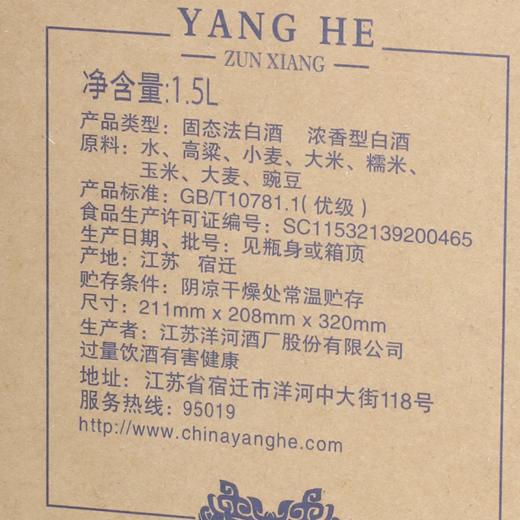 YANG HE
ZUN XIANG
净含量:1.5L
产品类型：固态法白酒 浓香型白酒
原料：水、高粱、小麦、大米、糯米、
玉米、大麦、豌豆
产品标准：GB/T10781.1（优级）
食品生产许可证编号：SC11532139200465
生产日期、批号：见瓶身或箱顶
产地：江苏 宿迁
贮存条件：阴凉干燥处常温贮存
尺寸：211mm x 208mm x 320mm
生产者：江苏洋河酒厂股份有限公司
过量饮酒有害健康
地址：江苏省宿迁市洋河中大街118号
服务热线：95019
http://www.chinayanghe.com